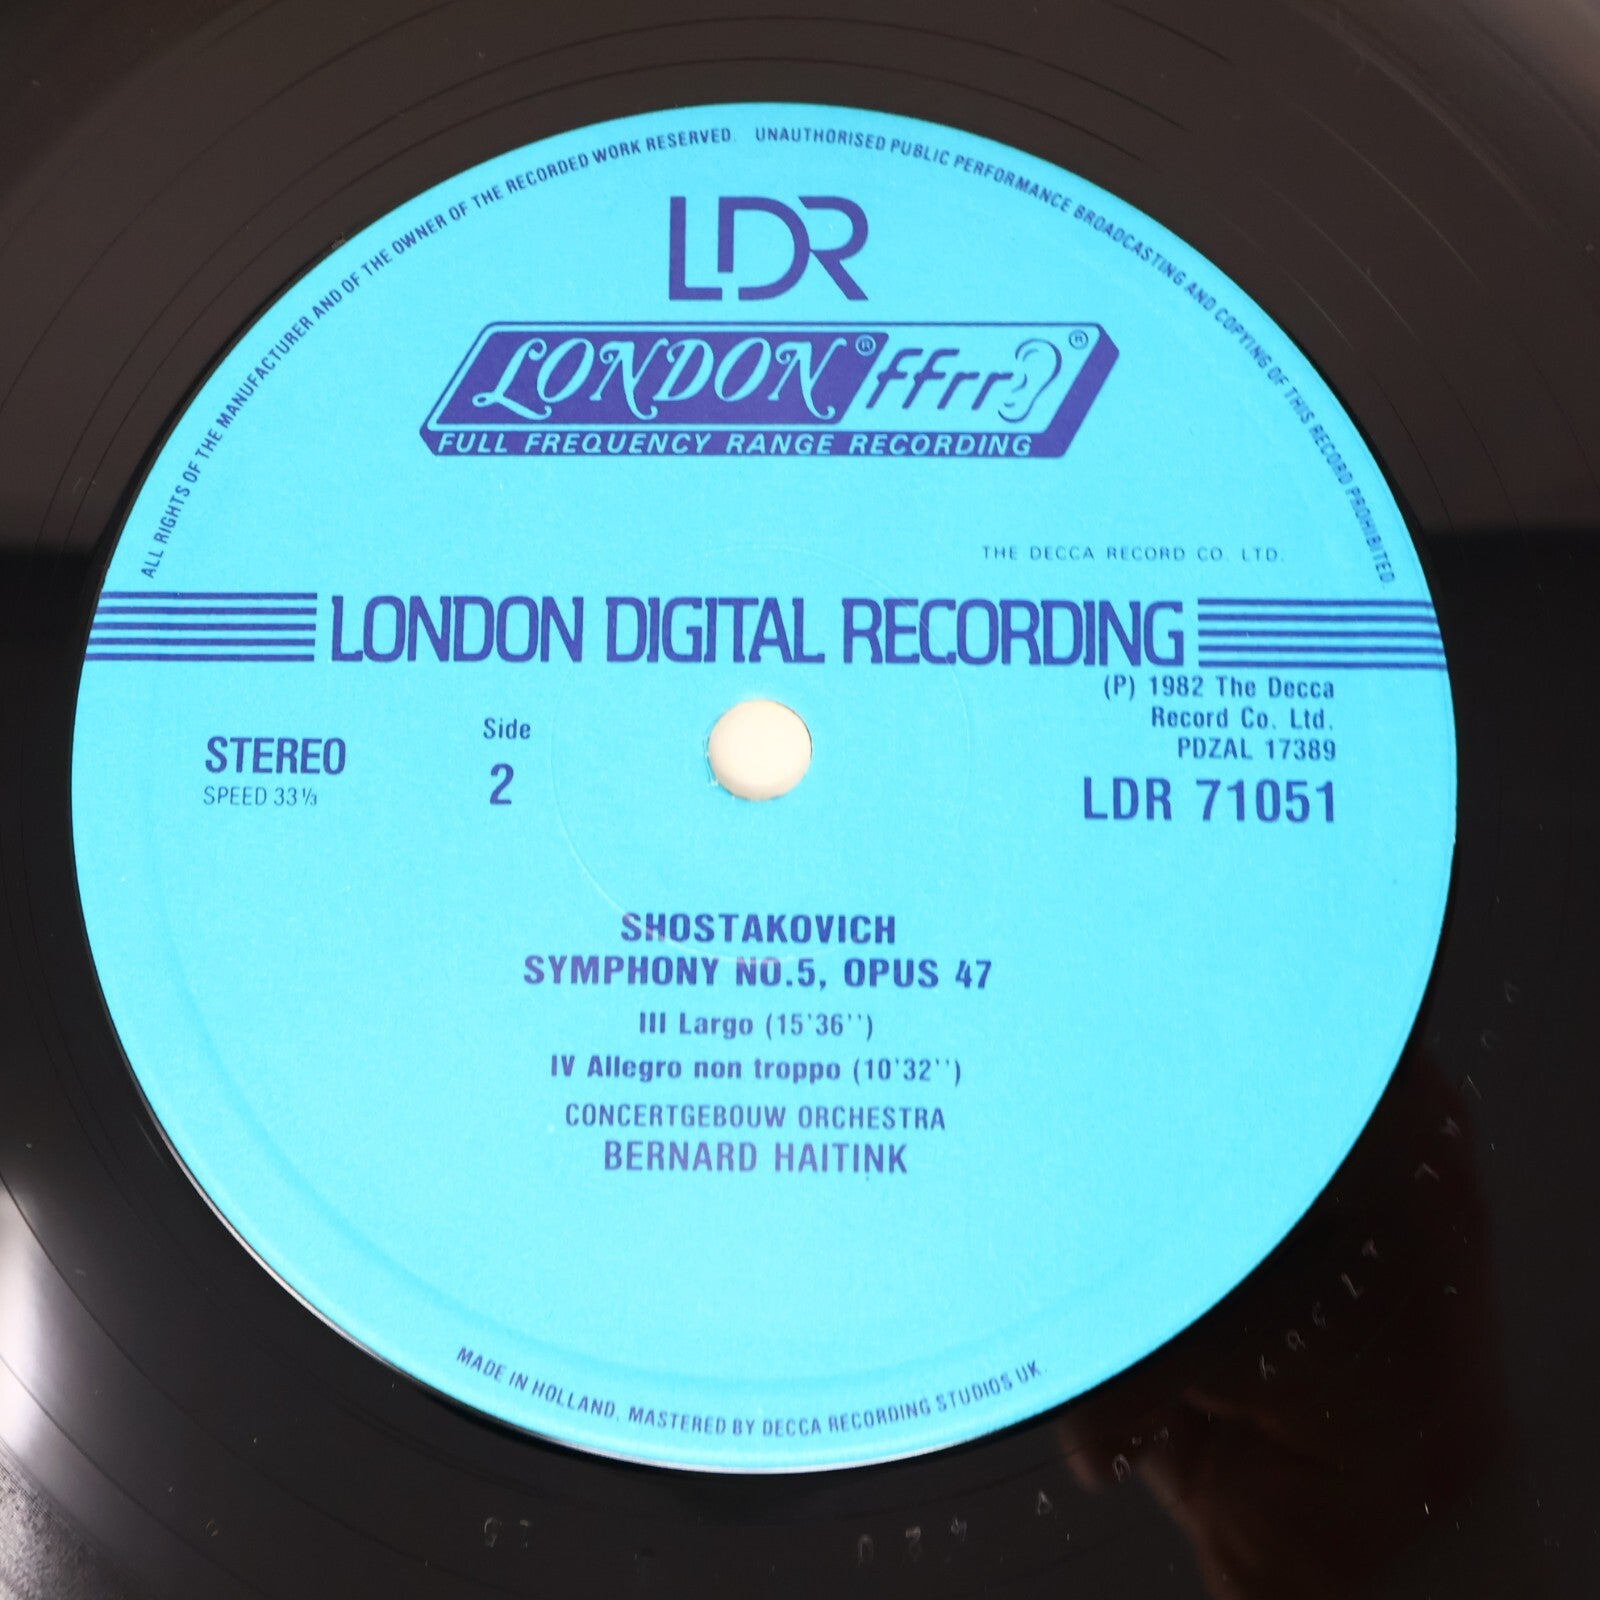 ALL RIGHTS OF THE MANUFACTURER AND OF THE OWNER OF THE RECORDED WORK RESERVED. UNAUTHORISED PUBLIC PERFORMANCE BROADCASTING AND COPYING OF THIS RECORD PROHIBITED.
LDR
LONDON® ffrr®
FULL FREQUENCY RANGE RECORDING
THE DECCA RECORD CO. LTD.
LONDON DIGITAL RECORDING
(P) 1982 The Decca
Record Co. Ltd.
PDZAL 17389
LDR 71051
STEREO
SPEED 33⅓
Side
2
SHOSTAKOVICH
SYMPHONY NO.5, OPUS 47
III Largo (15'36'')
IV Allegro non troppo (10'32'')
CONCERTGEBOUW ORCHESTRA
BERNARD HAITINK
MADE IN HOLLAND. MASTERED BY DECCA RECORDING STUDIOS UK.